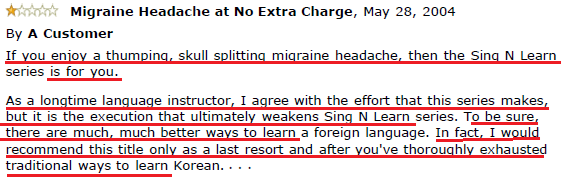 Migraine Headache at No Extra Charge, May 28, 2004
By A Customer
If you enjoy a thumping, skull splitting migraine headache, then the Sing N Learn
series is for you.
As a longtime language instructor, I agree with the effort that this series makes,
but it is the execution that ultimately weakens Sing N Learn series. To be sure,
there are much, much better ways to learn a foreign language. In fact, I would
recommend this title only as a last resort and after you've thoroughly exhausted
traditional ways to learn Korean. . . .